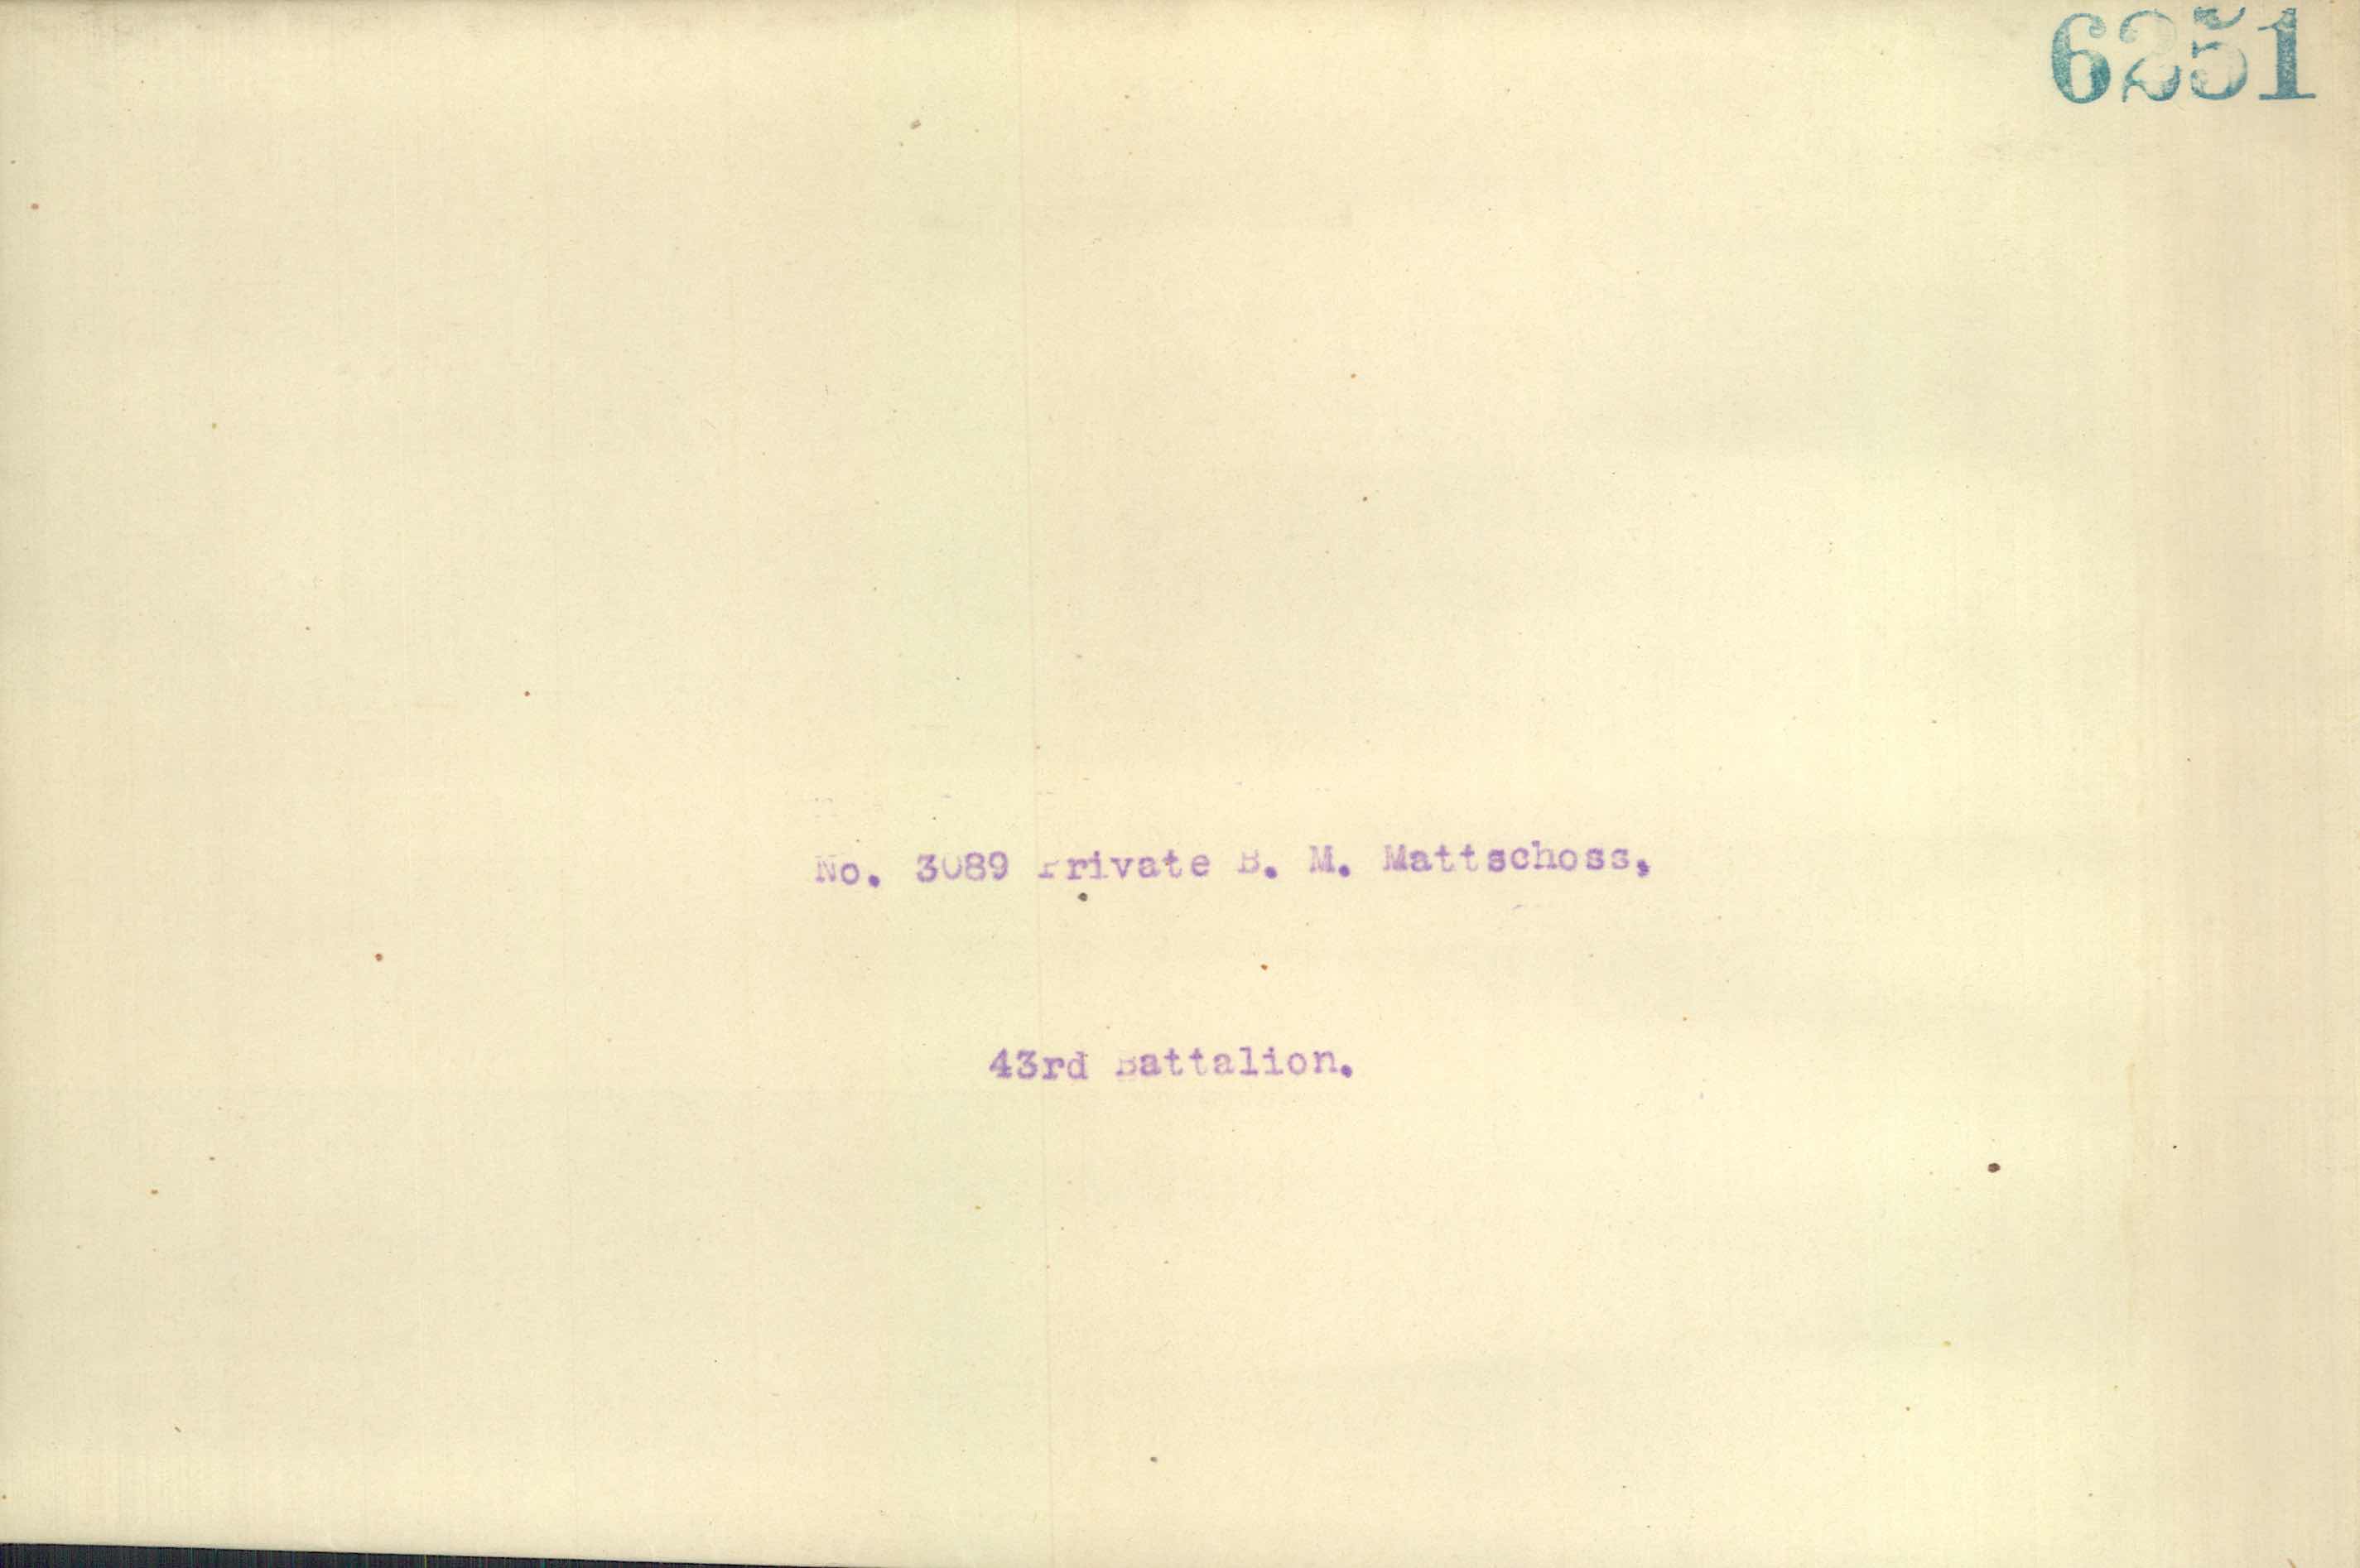 6251
No. 3089 Private B. M. Mattschoss,
43rd Battalion.